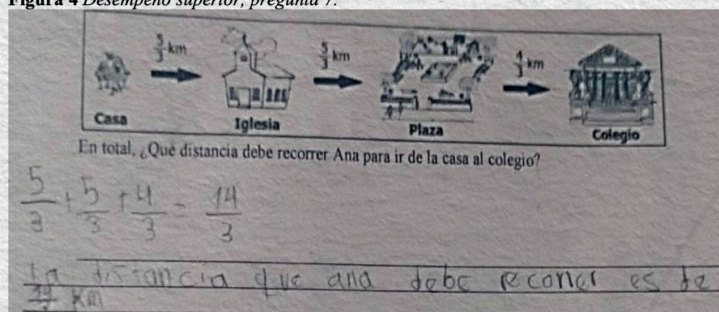 Figura 4 Desempeño superior, pregunta 7.
5/3 km 5/3 km 4/3 km
Casa Iglesia Plaza Colegio
En total, ¿Qué distancia debe recorrer Ana para ir de la casa al colegio?
5/3 + 5/3 + 4/3 = 14/3
La distancia que ana debe recorrer es de
14/3 km